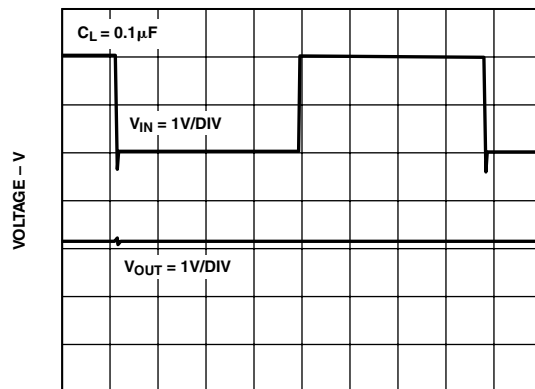 C_L = 0.1µF
V_IN = 1V/DIV
VOLTAGE – V
V_OUT = 1V/DIV